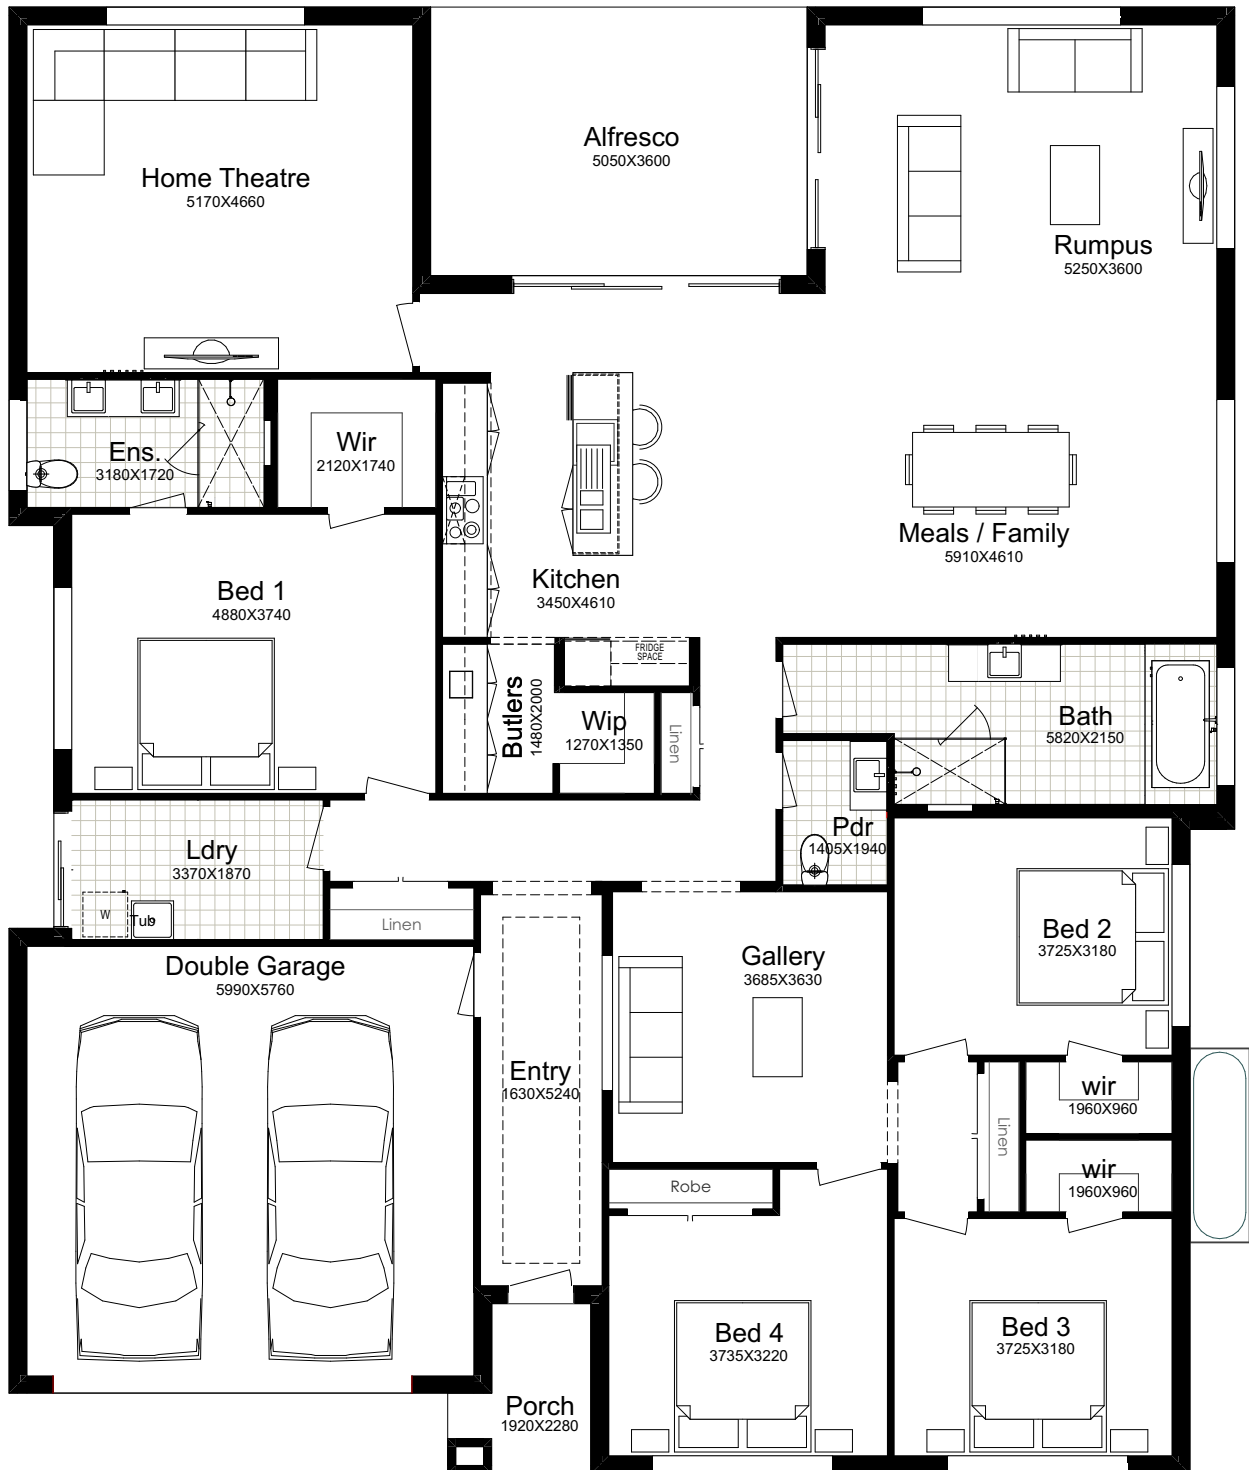 Home Theatre
5170X4660
Alfresco
5050X3600
Rumpus
5250X3600
Ens.
3180X1720
Wir
2120X1740
Meals / Family
5910X4610
Kitchen
3450X4610
Bed 1
4880X3740
FRIDGE
SPACE
Butlers
1480X2000
Wip
1270X1350
Linen
Bath
5820X2150
Pdr
1405X1940
Ldry
3370X1870
W
Tub
Linen
Double Garage
5990X5760
Gallery
3685X3630
Bed 2
3725X3180
Entry
1630X5240
wir
1960X960
Linen
wir
1960X960
Robe
Bed 4
3735X3220
Bed 3
3725X3180
Porch
1920X2280